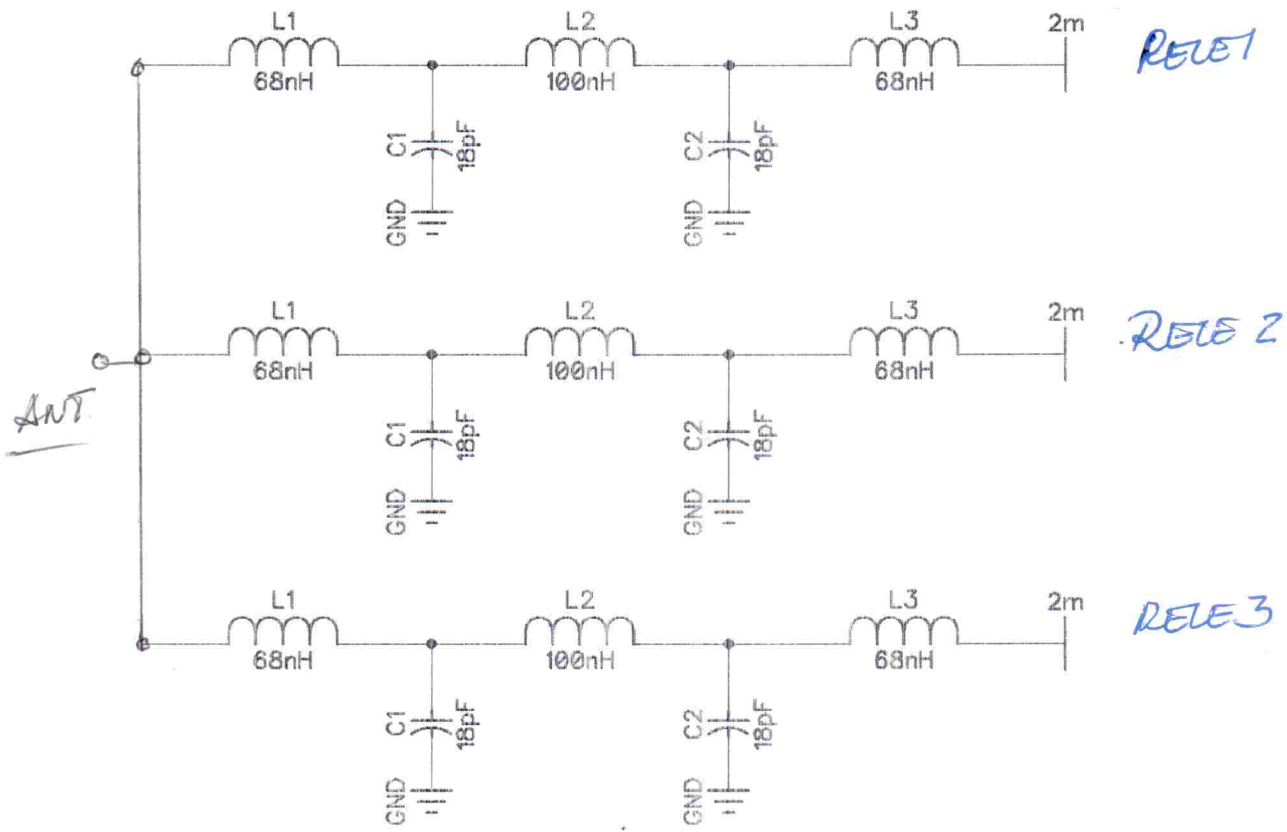 L1 L2 L3 2m RELE1
68nH 100nH 68nH
C1 18pF C2 18pF
GND GND
L1 L2 L3 2m .RELE 2
68nH 100nH 68nH
ANT.
C1 18pF C2 18pF
GND GND
L1 L2 L3 2m RELE3
68nH 100nH 68nH
C1 18pF C2 18pF
GND GND